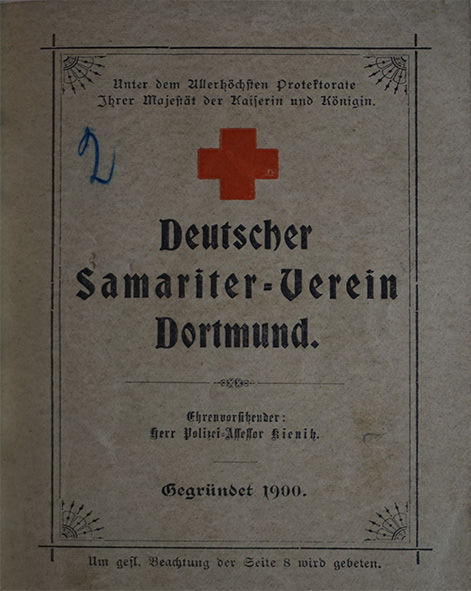 Unter dem Allerhöchsten Protektorate
Ihrer Majestät der Kaiserin und Königin.
2
Deutscher
Samariter-Verein
Dortmund.
Ehrenvorsitzender:
Herr Polizei-Assessor Kienitz.
Gegründet 1900.
Um gefl. Beachtung der Seite 8 wird gebeten.